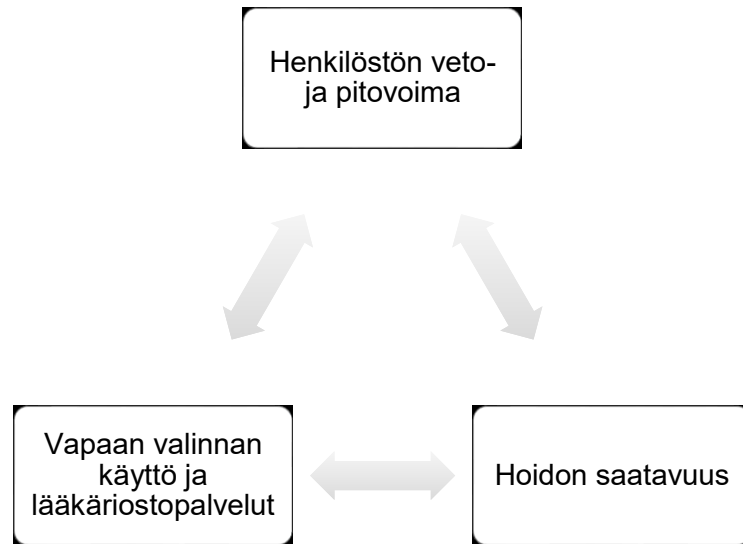 Henkilöstön veto-
ja pitovoima
Vapaan valinnan
käyttö ja
lääkäriostopalvelut
Hoidon saatavuus